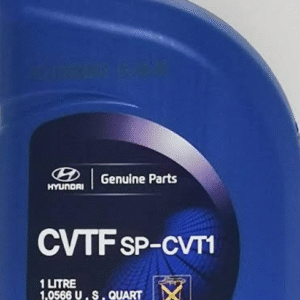 HYUNDAI
Genuine Parts
CVTF SP-CVT1
1 LITRE
1.0566 U . S . QUART